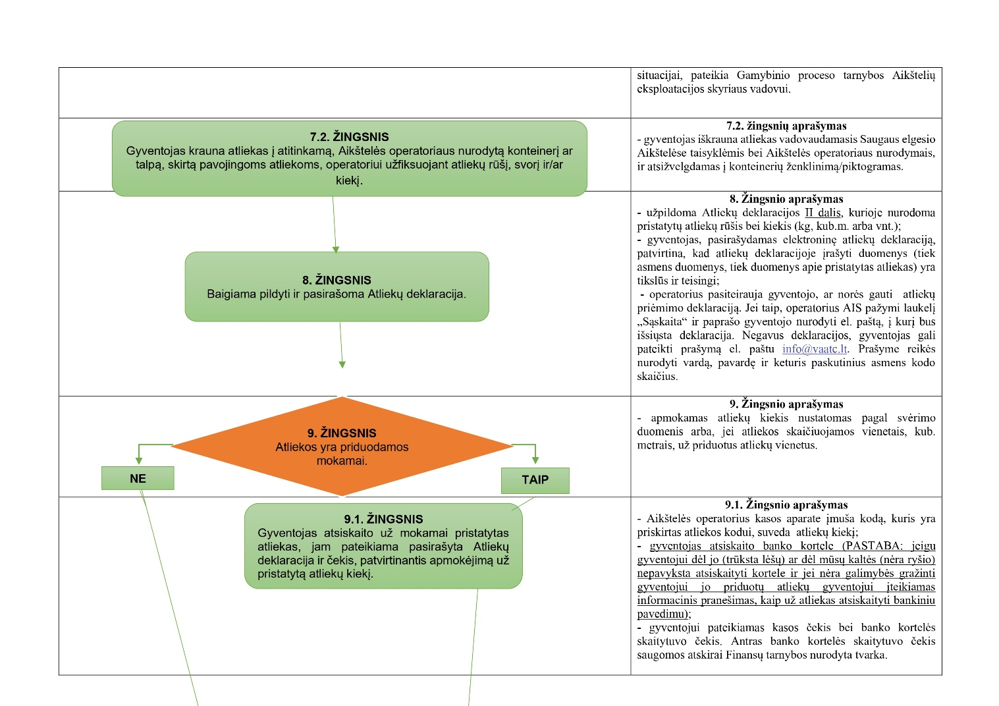 situacijai, pateikia Gamybinio proceso tarnybos Aikštelių
eksploatacijos skyriaus vadovui.
7.2. ŽINGSNIS
Gyventojas krauna atliekas į atitinkamą, Aikštelės operatoriaus nurodytą konteinerį ar
talpą, skirtą pavojingoms atliekoms, operatoriui užfiksuojant atliekų rūšį, svorį ir/ar
kiekį.
7.2. žingsnių aprašymas
- gyventojas iškrauna atliekas vadovaudamasis Saugaus elgesio
Aikštelėse taisyklėmis bei Aikštelės operatoriaus nurodymais,
ir atsižvelgdamas į konteinerių ženklinimą/piktogramas.
8. ŽINGSNIS
Baigiama pildyti ir pasirašoma Atliekų deklaracija.
8. Žingsnio aprašymas
- užpildoma Atliekų deklaracijos II dalis, kurioje nurodoma
pristatytų atliekų rūšis bei kiekis (kg, kub.m. arba vnt.);
- gyventojas, pasirašydamas elektroninę atliekų deklaraciją,
patvirtina, kad atliekų deklaracijoje įrašyti duomenys (tiek
asmens duomenys, tiek duomenys apie pristatytas atliekas) yra
tikslūs ir teisingi;
- operatorius pasiteirauja gyventojo, ar norės gauti atliekų
priėmimo deklaraciją. Jei taip, operatorius AIS pažymi laukelį
„Sąskaita“ ir paprašo gyventojo nurodyti el. paštą, į kurį bus
išsiųsta deklaracija. Negavus deklaracijos, gyventojas gali
pateikti prašymą el. paštu info@vaatc.lt. Prašyme reikės
nurodyti vardą, pavardę ir keturis paskutinius asmens kodo
skaičius.
9. ŽINGSNIS
Atliekos yra priduodamos
mokamai.
NE
TAIP
9. Žingsnio aprašymas
- apmokamas atliekų kiekis nustatomas pagal svėrimo
duomenis arba, jei atliekos skaičiuojamos vienetais, kub.
metrais, už priduotus atliekų vienetus.
9.1. ŽINGSNIS
Gyventojas atsiskaito už mokamai pristatytas
atliekas, jam pateikiama pasirašyta Atliekų
deklaracija ir čekis, patvirtinantis apmokėjimą už
pristatytą atliekų kiekį.
9.1. Žingsnio aprašymas
- Aikštelės operatorius kasos aparate įmuša kodą, kuris yra
priskirtas atliekos kodui, suveda atliekų kiekį;
- gyventojas atsiskaito banko kortele (PASTABA: jeigu
gyventojui dėl jo (trūksta lėšų) ar dėl mūsų kaltės (nėra ryšio)
nepavyksta atsiskaityti kortele ir jei nėra galimybės gražinti
gyventojui jo priduotų atliekų gyventojui įteikiamas
informacinis pranešimas, kaip už atliekas atsiskaityti bankiniu
pavedimu);
- gyventojui pateikiamas kasos čekis bei banko kortelės
skaitytuvo čekis. Antras banko kortelės skaitytuvo čekis
saugomos atskirai Finansų tarnybos nurodyta tvarka.